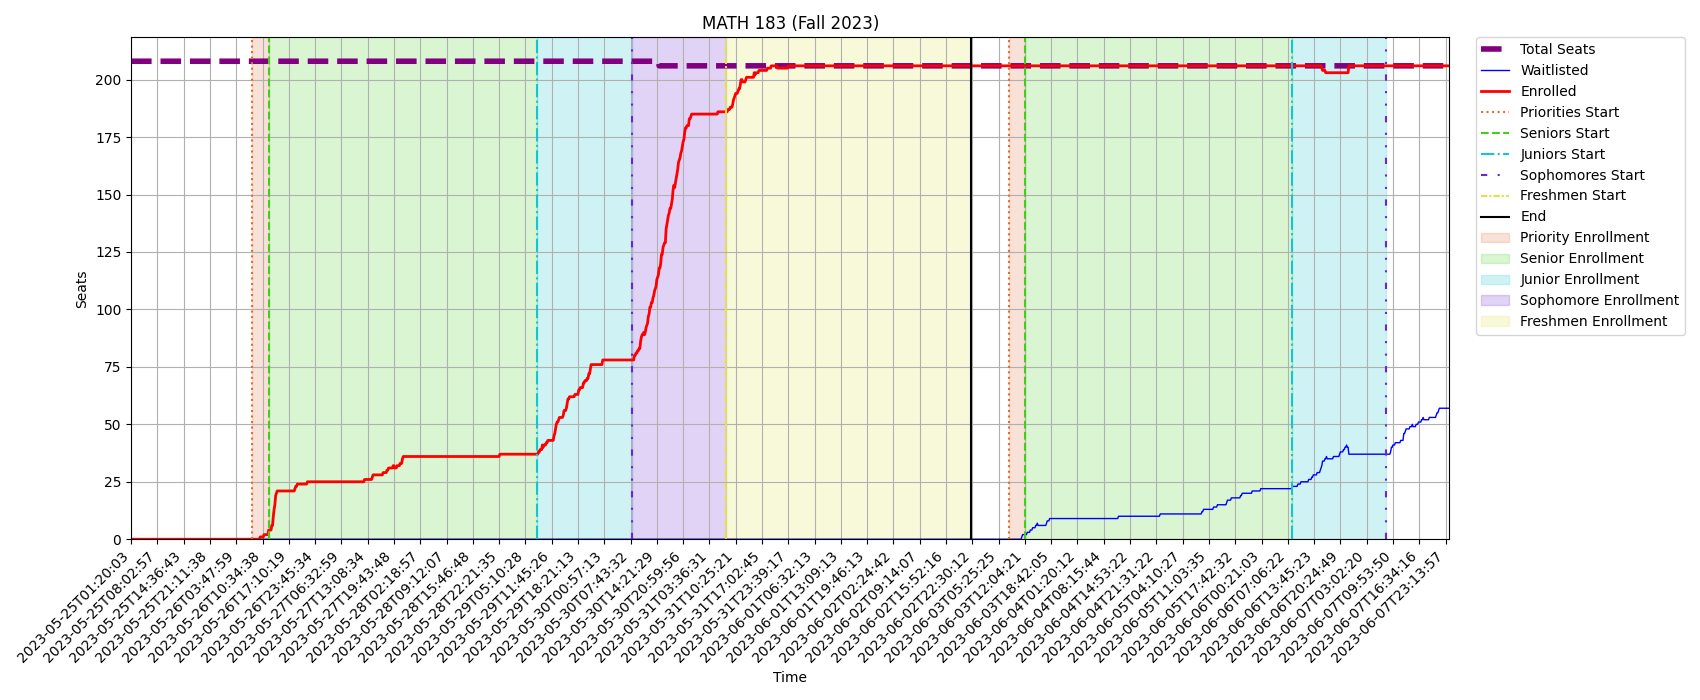 MATH 183 (Fall 2023)
Seats
200
175
150
125
100
75
50
25
0
2023-05-25T01:20:03
2023-05-25T08:02:57
2023-05-25T14:36:43
2023-05-25T21:11:38
2023-05-26T03:47:59
2023-05-26T10:34:38
2023-05-26T17:10:19
2023-05-26T23:45:34
2023-05-27T06:32:59
2023-05-27T13:08:34
2023-05-27T19:43:48
2023-05-28T02:18:57
2023-05-28T09:12:07
2023-05-28T15:46:48
2023-05-28T22:21:35
2023-05-29T05:10:28
2023-05-29T11:45:26
2023-05-29T18:21:13
2023-05-30T00:57:13
2023-05-30T07:43:32
2023-05-30T14:21:29
2023-05-30T20:59:56
2023-05-31T03:36:31
2023-05-31T10:25:21
2023-05-31T17:02:45
2023-05-31T23:39:17
2023-06-01T06:32:13
2023-06-01T13:09:13
2023-06-01T19:46:13
2023-06-02T02:24:42
2023-06-02T09:14:07
2023-06-02T15:52:16
2023-06-02T22:30:12
2023-06-03T05:25:25
2023-06-03T12:04:21
2023-06-03T18:42:05
2023-06-04T01:20:12
2023-06-04T08:15:44
2023-06-04T14:53:22
2023-06-04T21:31:22
2023-06-05T04:10:27
2023-06-05T11:03:35
2023-06-05T17:42:32
2023-06-06T00:21:03
2023-06-06T07:06:22
2023-06-06T13:45:23
2023-06-06T20:24:49
2023-06-07T03:02:20
2023-06-07T09:53:50
2023-06-07T16:34:16
2023-06-07T23:13:57
Time
Total Seats
Waitlisted
Enrolled
Priorities Start
Seniors Start
Juniors Start
Sophomores Start
Freshmen Start
End
Priority Enrollment
Senior Enrollment
Junior Enrollment
Sophomore Enrollment
Freshmen Enrollment